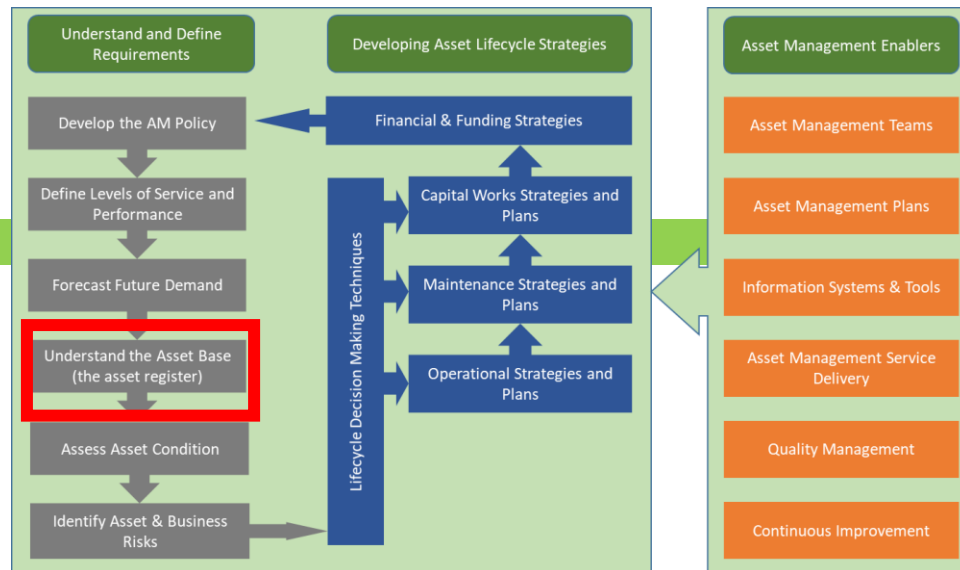 Understand and Define
Requirements
Developing Asset Lifecycle Strategies
Asset Management Enablers
Develop the AM Policy
Define Levels of Service and
Performance
Forecast Future Demand
Understand the Asset Base
(the asset register)
Assess Asset Condition
Identify Asset & Business
Risks
Lifecycle Decision Making Techniques
Financial & Funding Strategies
Capital Works Strategies and
Plans
Maintenance Strategies and
Plans
Operational Strategies and
Plans
Asset Management Teams
Asset Management Plans
Information Systems & Tools
Asset Management Service
Delivery
Quality Management
Continuous Improvement